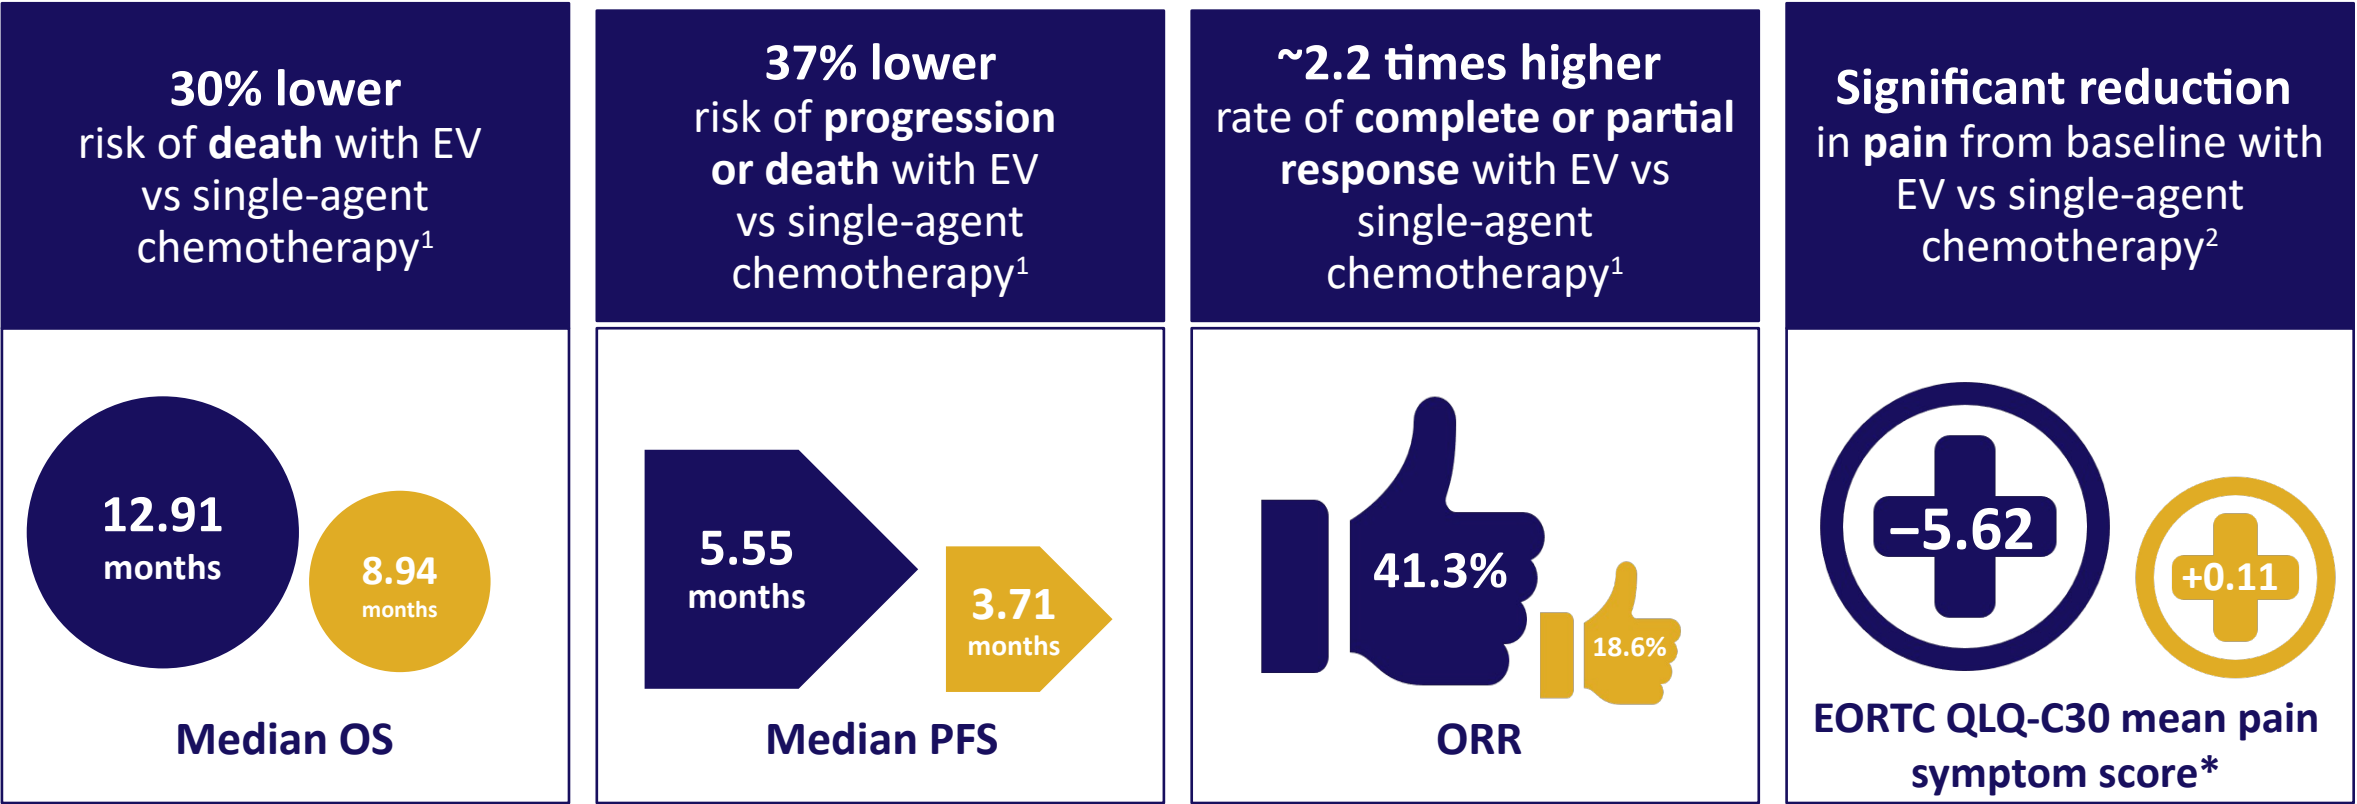 30% lower
risk of death with EV
vs single-agent
chemotherapy¹
12.91
months
8.94
months
Median OS
37% lower
risk of progression
or death with EV
vs single-agent
chemotherapy¹
5.55
months
3.71
months
Median PFS
~2.2 times higher
rate of complete or partial
response with EV vs
single-agent
chemotherapy¹
41.3%
18.6%
ORR
Significant reduction
in pain from baseline with
EV vs single-agent
chemotherapy²
−5.62
+0.11
EORTC QLQ-C30 mean pain
symptom score*